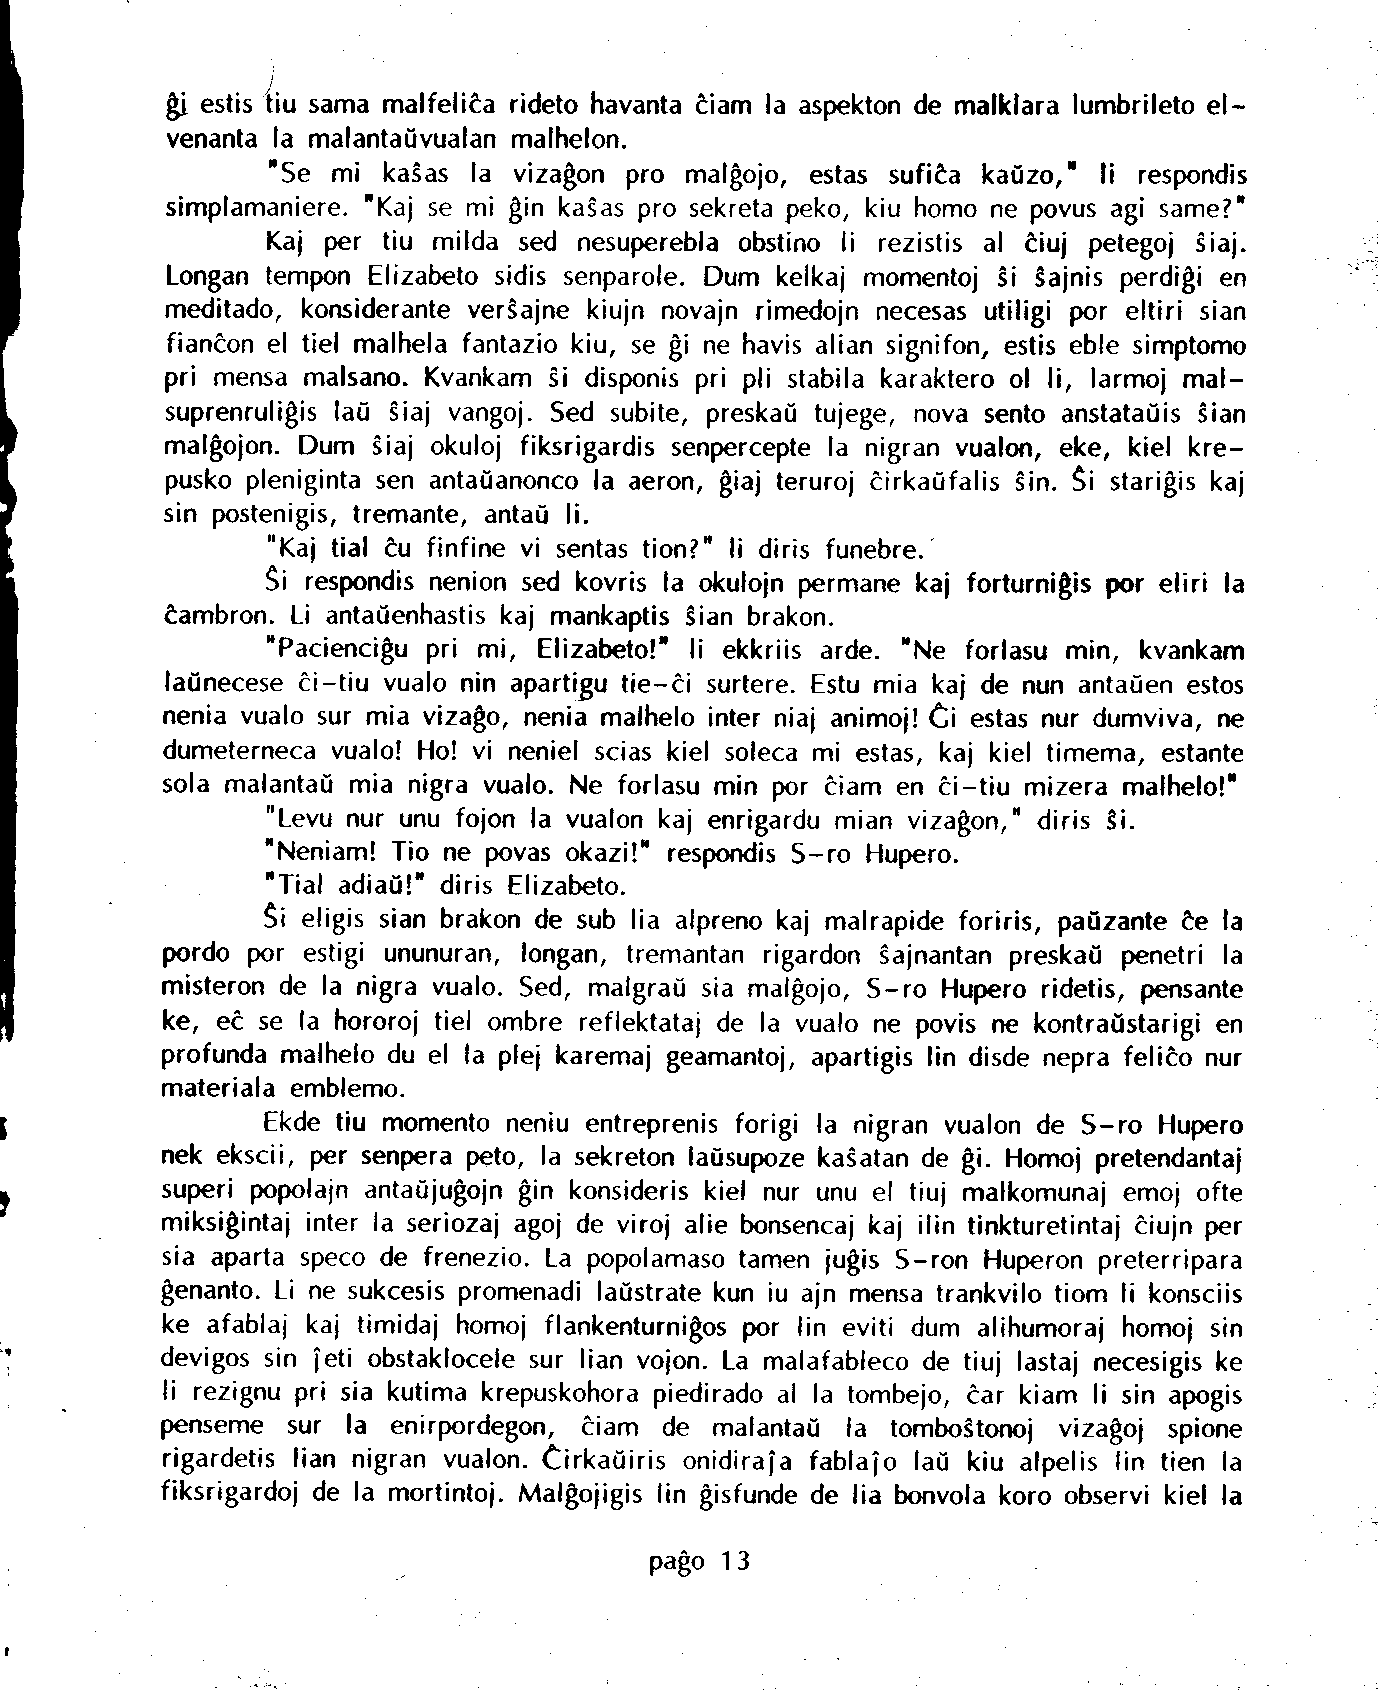 ĝi estis tiu sama malfeliĉa rideto havanta ĉiam la aspekton de malklara lumbrileto el-
venanta la malantaŭvualan malhelon.
"Se mi kaŝas la vizaĝon pro malĝojo, estas sufiĉa kaŭzo," li respondis
simplamaniere. "Kaj se mi ĝin kaŝas pro sekreta peko, kiu homo ne povus agi same?"
Kaj per tiu milda sed nesuperebla obstino li rezistis al ĉiuj petegoj ŝiaj.
Longan tempon Elizabeto sidis senparole. Dum kelkaj momentoj ŝi ŝajnis perdiĝi en
meditado, konsiderante verŝajne kiujn novajn rimedojn necesas utiligi por eltiri sian
fianĉon el tiel malhela fantazio kiu, se ĝi ne havis alian signifon, estis eble simptomo
pri mensa malsano. Kvankam ŝi disponis pri pli stabila karaktero ol li, larmoj mal-
suprenruliĝis laŭ ŝiaj vangoj. Sed subite, preskaŭ tujege, nova sento anstataŭis ŝian
malĝojon. Dum ŝiaj okuloj fiksrigardis senpercepte la nigran vualon, eke, kiel kre-
pusko pleniginta sen antaŭanonco la aeron, ĝiaj teruroj ĉirkaŭfalis ŝin. Ŝi stariĝis kaj
sin postenigis, tremante, antaŭ li.
"Kaj tial ĉu finfine vi sentas tion?" li diris funebre.
Ŝi respondis nenion sed kovris la okulojn permane kaj forturniĝis por eliri la
ĉambron. Li antaŭenhastis kaj mankaptis ŝian brakon.
"Pacienciĝu pri mi, Elizabeto!" li ekkriis arde. "Ne forlasu min, kvankam
laŭnecese ĉi-tiu vualo nin apartigu tie-ĉi surtere. Estu mia kaj de nun antaŭen estos
nenia vualo sur mia vizaĝo, nenia malhelo inter niaj animoj! Ĝi estas nur dumviva, ne
dumeterneca vualo! Ho! vi neniel scias kiel soleca mi estas, kaj kiel timema, estante
sola malantaŭ mia nigra vualo. Ne forlasu min por ĉiam en ĉi-tiu mizera malhelo!"
"Levu nur unu fojon la vualon kaj enrigardu mian vizaĝon," diris ŝi.
"Neniam! Tio ne povas okazi!" respondis S-ro Hupero.
"Tial adiaŭ!" diris Elizabeto.
Ŝi eligis sian brakon de sub lia alpreno kaj malrapide foriris, paŭzante ĉe la
pordo por estigi ununuran, longan, tremantan rigardon ŝajnantan preskaŭ penetri la
misteron de la nigra vualo. Sed, malgraŭ sia malĝojo, S-ro Hupero ridetis, pensante
ke, eĉ se la hororoj tiel ombre reflektataj de la vualo ne povis ne kontraŭstarigi en
profunda malhelo du el la plej karemaj geamantoj, apartigis lin disde nepra feliĉo nur
materiala emblemo.
Ekde tiu momento neniu entreprenis forigi la nigran vualon de S-ro Hupero
nek ekscii, per senpera peto, la sekreton laŭsupoze kaŝatan de ĝi. Homoj pretendantaj
superi popolajn antaŭjuĝojn ĝin konsideris kiel nur unu el tiuj malkomunaj emoj ofte
miksiĝintaj inter la seriozaj agoj de viroj alie bonsencaj kaj ilin tinkturetintaj ĉiujn per
sia aparta speco de frenezio. La popolamaso tamen juĝis S-ron Huperon preterripara
ĝenanto. Li ne sukcesis promenadi laŭstrate kun iu ajn mensa trankvilo tiom li konsciis
ke afablaj kaj timidaj homoj flankenturniĝos por lin eviti dum alihumoraj homoj sin
devigos sin ĵeti obstaklocele sur lian vojon. La malafableco de tiuj lastaj necesigis ke
li rezignu pri sia kutima krepuskohora piedirado al la tombejo, ĉar kiam li sin apogis
penseme sur la enirpordegon, ĉiam de malantaŭ la tomboŝtonoj vizaĝoj spione
rigardetis lian nigran vualon. Ĉirkaŭiris onidiraĵa fablaĵo laŭ kiu alpelis lin tien la
fiksrigardoj de la mortintoj. Malĝojigis lin ĝisfunde de lia bonvola koro observi kiel la
paĝo 13